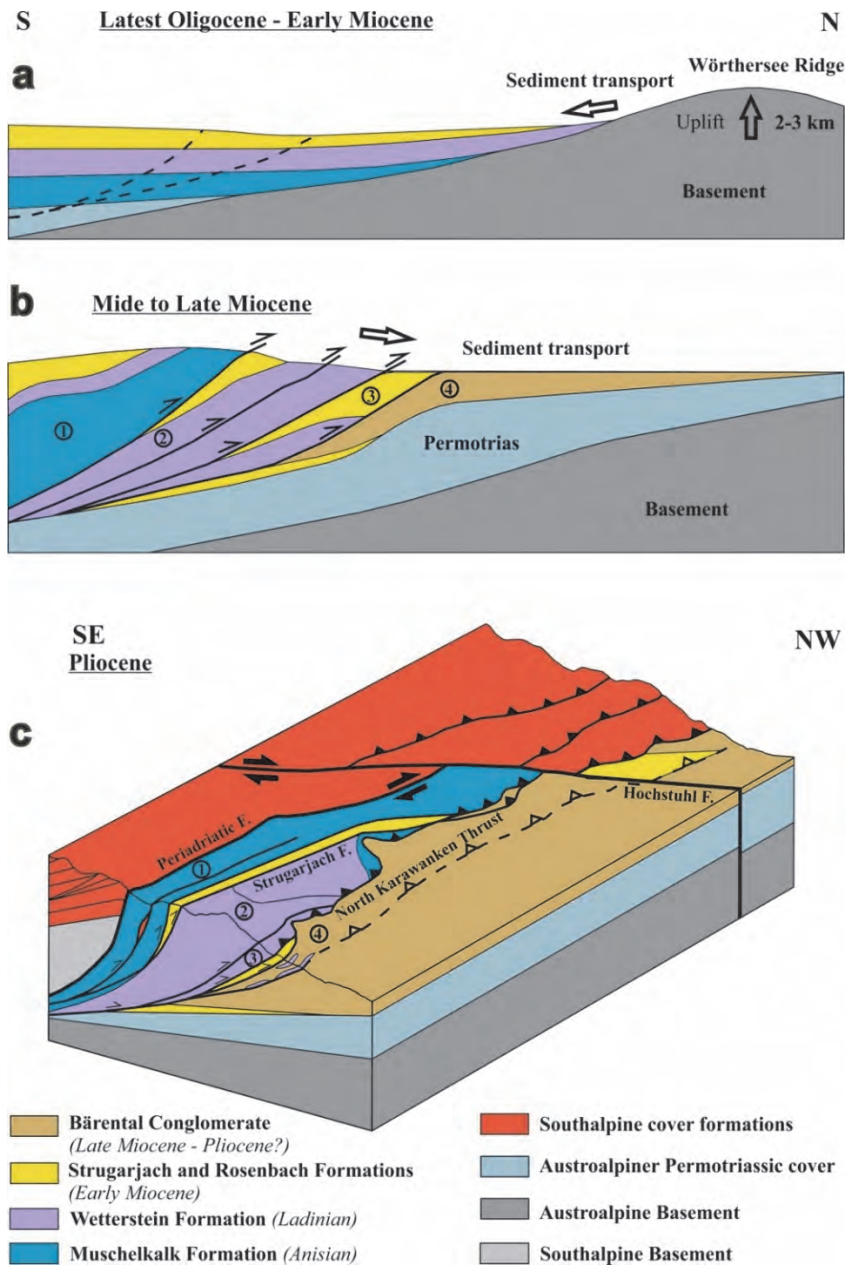 S Latest Oligocene - Early Miocene N
a
Wörthersee Ridge
Sediment transport
Uplift 2-3 km
Basement
b
Mide to Late Miocene
Sediment transport
1
2
3
4
Permotrias
Basement
SE
Pliocene
NW
c
Periadriatic F.
Hochstuhl F.
Strugarjach F.
North Karawanken Thrust
1
2
3
4
Bärental Conglomerate
(Late Miocene - Pliocene?)
Strugarjach and Rosenbach Formations
(Early Miocene)
Wetterstein Formation (Ladinian)
Muschelkalk Formation (Anisian)
Southalpine cover formations
Austroalpiner Permotriassic cover
Austroalpine Basement
Southalpine Basement